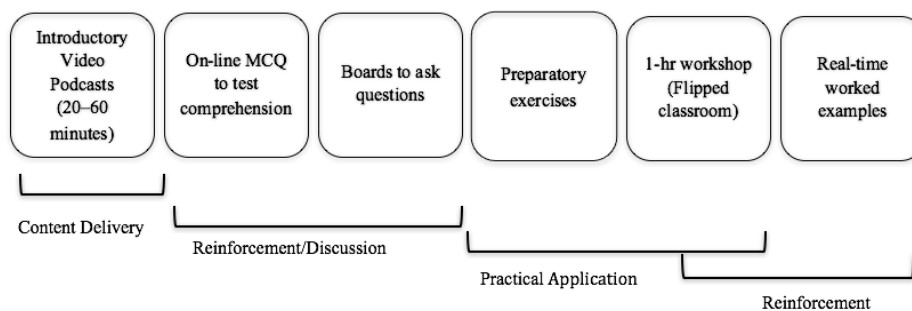 Introductory
Video
Podcasts
(20–60
minutes)
On-line MCQ
to test
comprehension
Boards to ask
questions
Preparatory
exercises
1-hr workshop
(Flipped
classroom)
Real-time
worked
examples
Content Delivery
Reinforcement/Discussion
Practical Application
Reinforcement